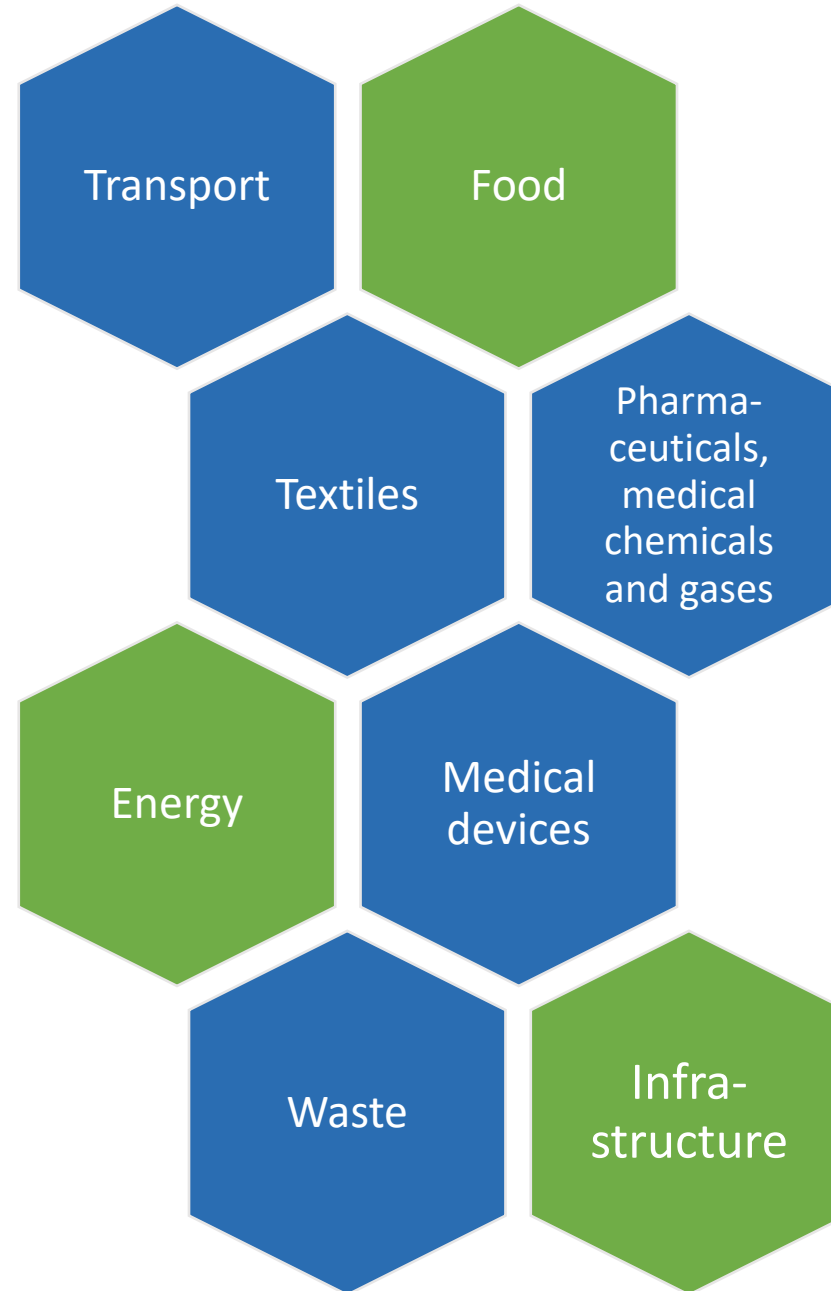 Transport
Food
Textiles
Pharma-
ceuticals,
medical
chemicals
and gases
Energy
Medical
devices
Waste
Infra-
structure